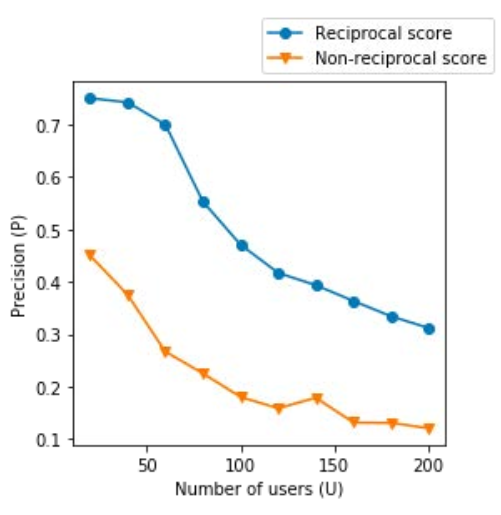 Reciprocal score
Non-reciprocal score
Precision (P)
0.7
0.6
0.5
0.4
0.3
0.2
0.1
50 100 150 200
Number of users (U)